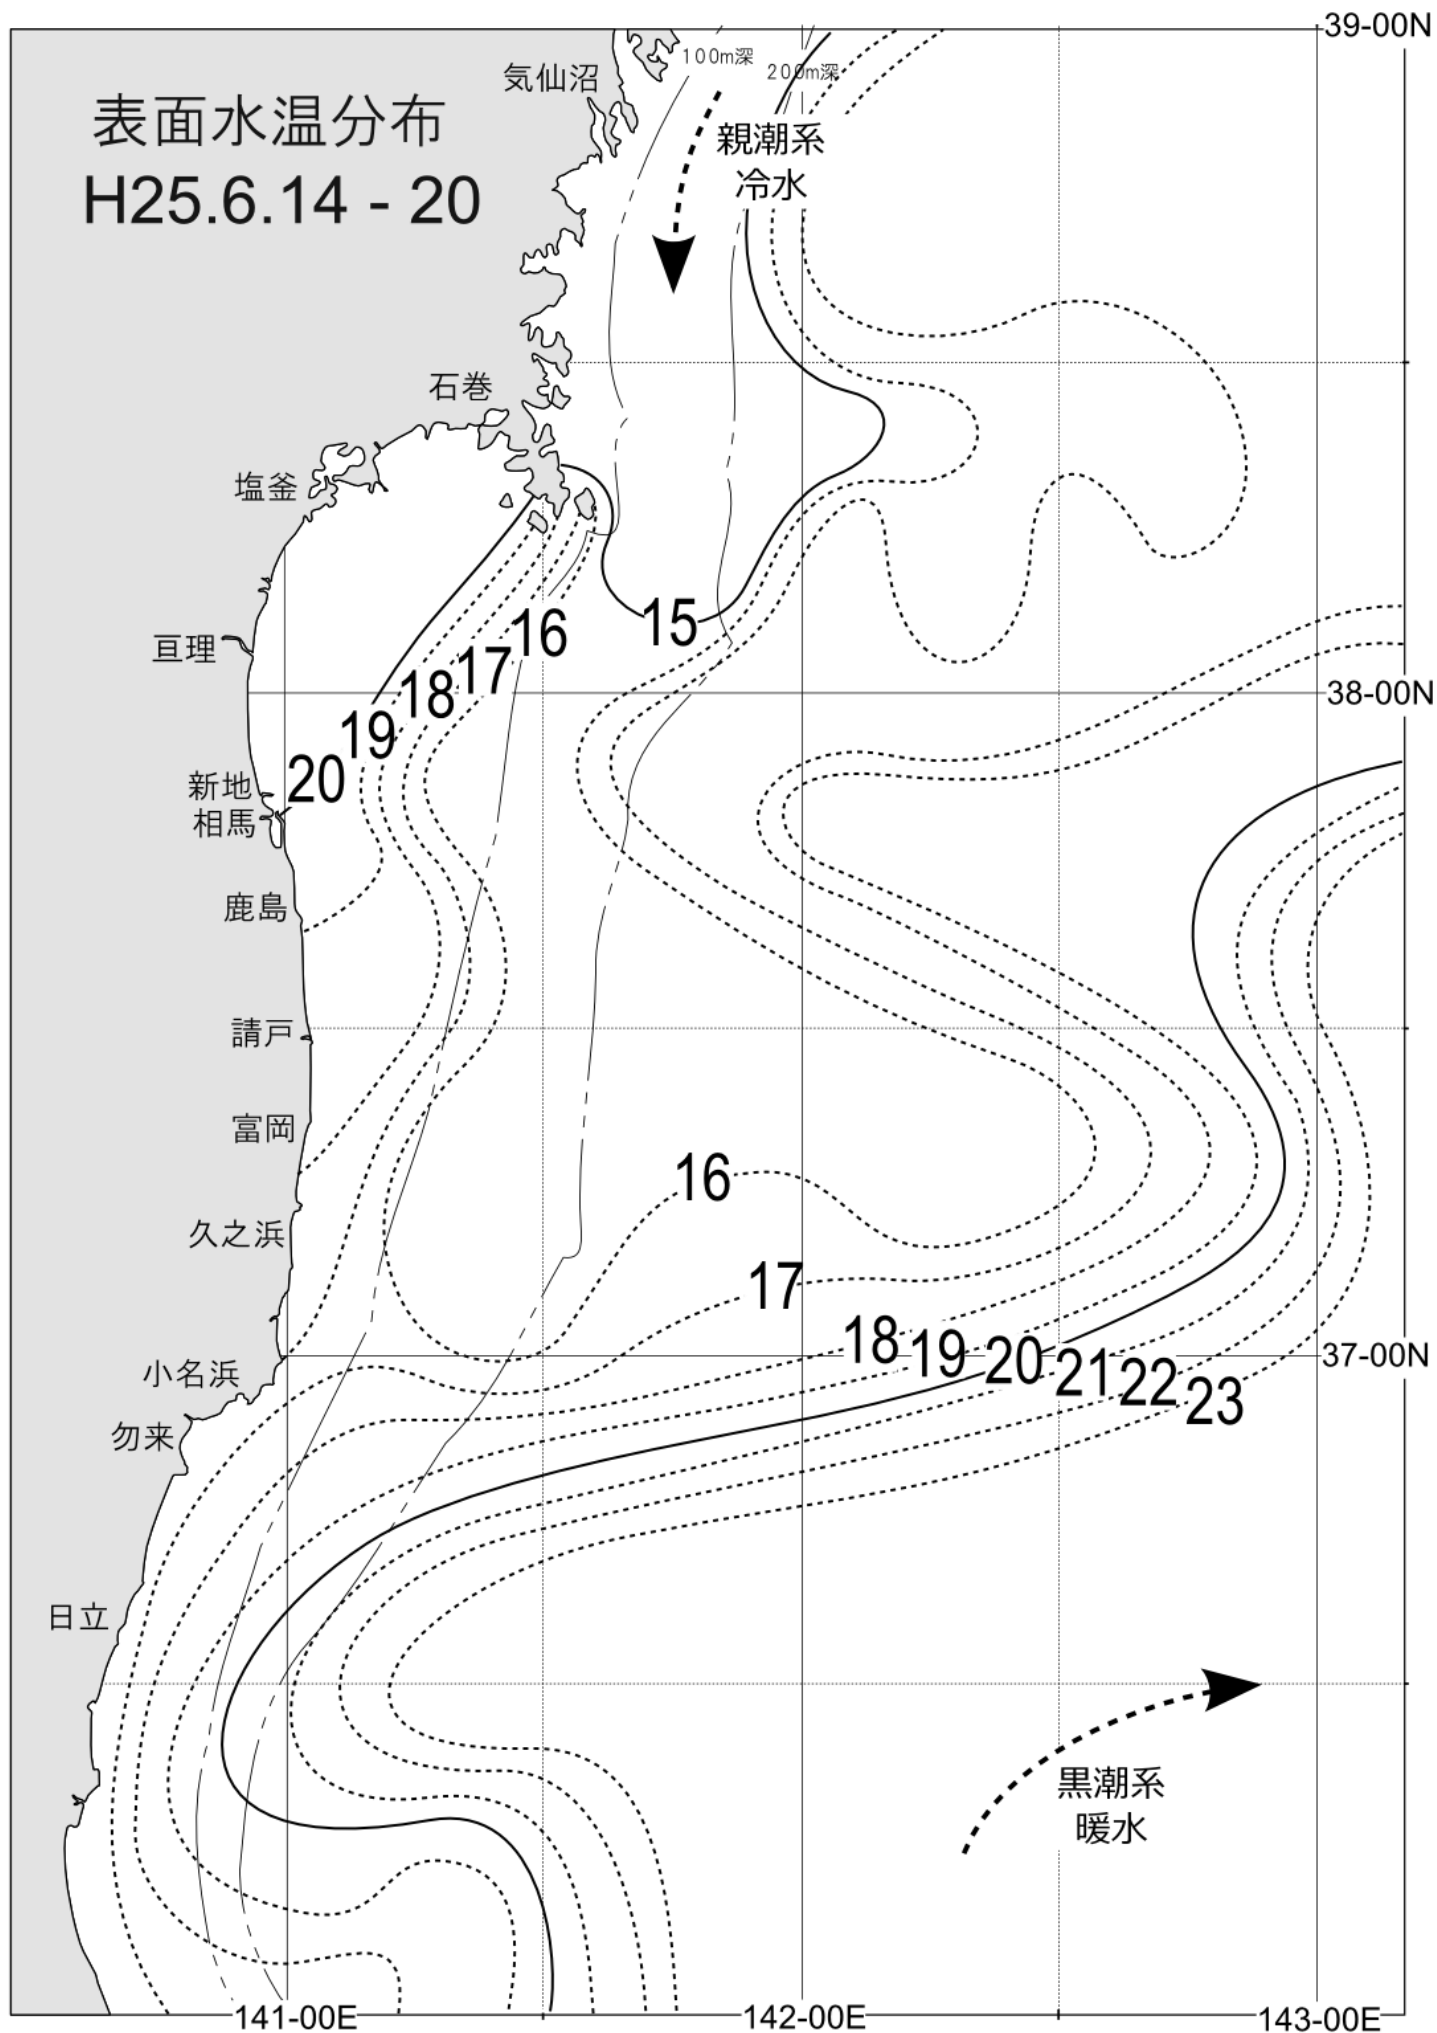 39-00N
100m深
200m深
気仙沼
表面水温分布
H25.6.14 - 20
親潮系
冷水
石巻
塩釜
亘理
16
15
17
18
38-00N
19
20
新地
相馬
鹿島
請戸
富岡
16
久之浜
17
18
19
20
21
22
23
37-00N
小名浜
勿来
日立
黒潮系
暖水
141-00E
142-00E
143-00E